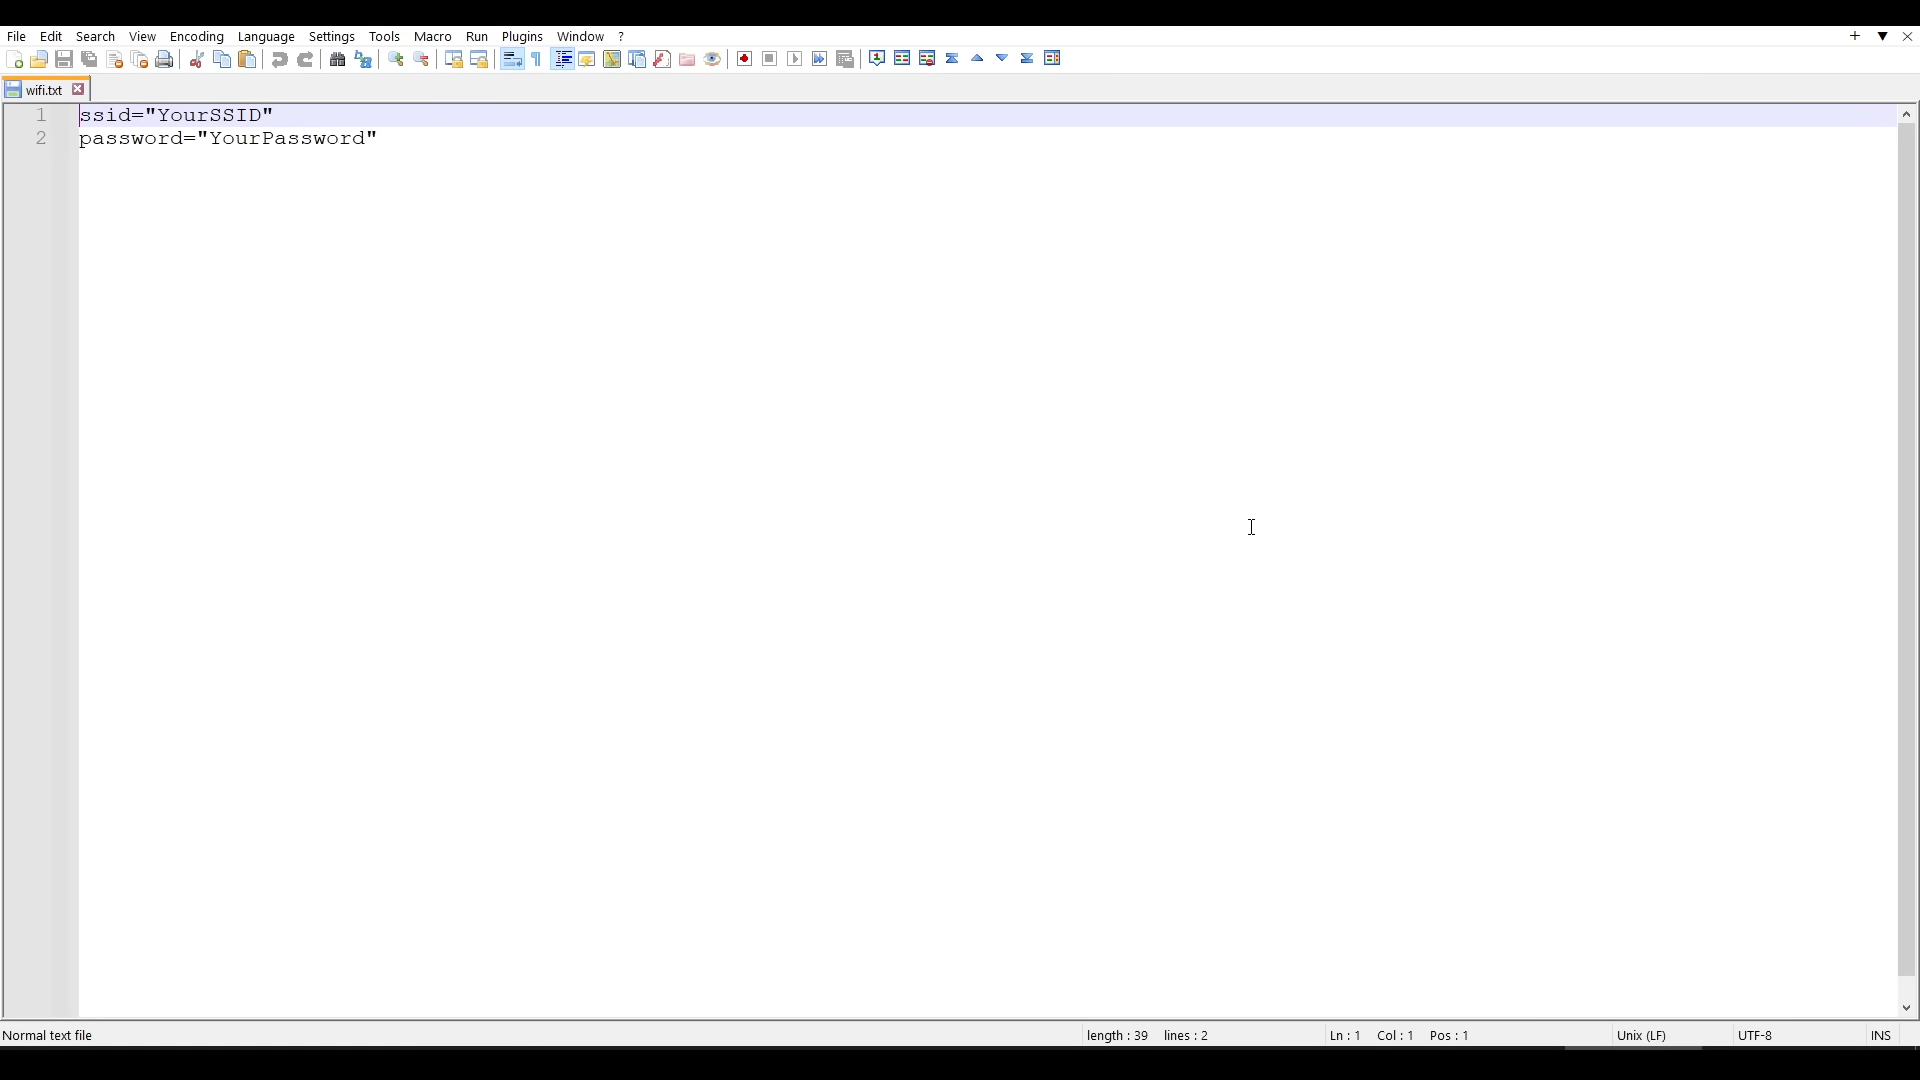 File Edit Search View Encoding Language Settings Tools Macro Run Plugins Window ?
wifi.txt
1 ssid="YourSSID"
2 password="YourPassword"
Normal text file length : 39 lines : 2 Ln : 1 Col : 1 Pos : 1 Unix (LF) UTF-8 INS